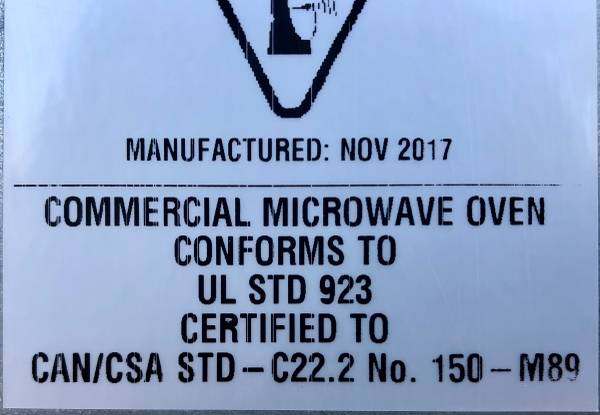 MANUFACTURED: NOV 2017
COMMERCIAL MICROWAVE OVEN
CONFORMS TO
UL STD 923
CERTIFIED TO
CAN/CSA STD – C22.2 No. 150 – M89